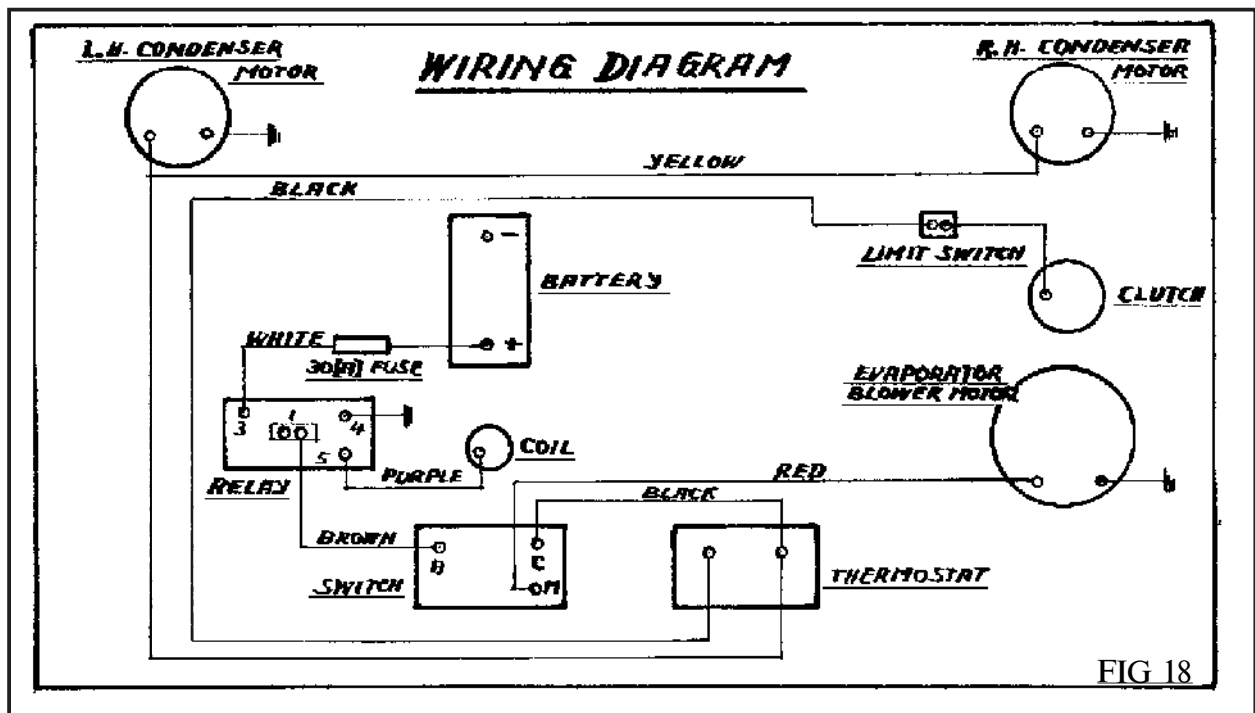 WIRING DIAGRAM
L.H. CONDENSER
MOTOR
R.H. CONDENSER
MOTOR
YELLOW
BLACK
LIMIT SWITCH
CLUTCH
−
BATTERY
+
WHITE
30[A] FUSE
EVAPORATOR
BLOWER MOTOR
3
1
4
5
RELAY
COIL
PURPLE
RED
BLACK
BROWN
B
C
M
SWITCH
THERMOSTAT
FIG 18